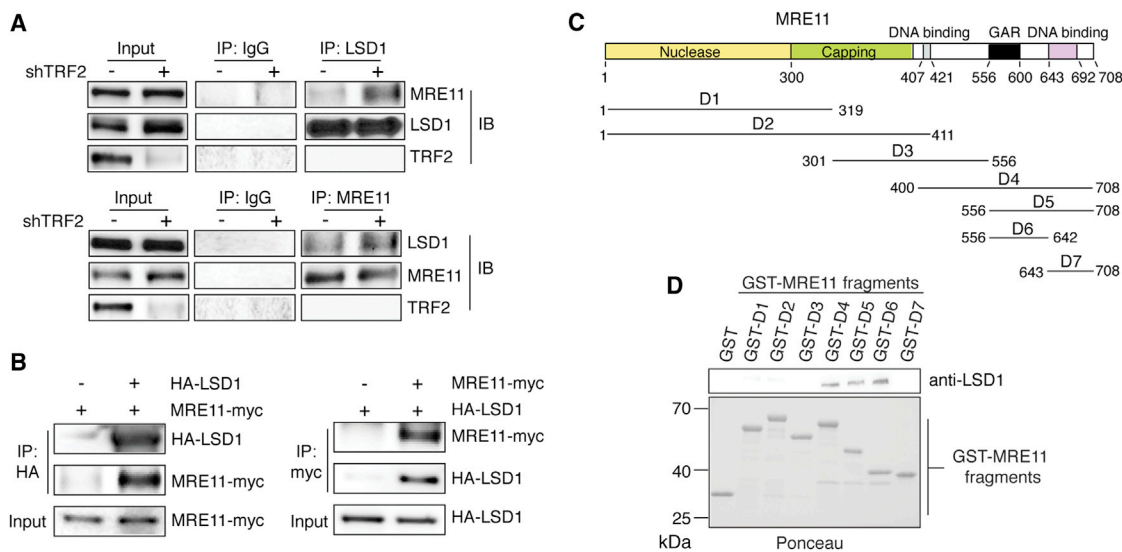 A
Input IP: IgG IP: LSD1
shTRF2 - + - + - +
MRE11
LSD1
TRF2
IB
Input IP: IgG IP: MRE11
shTRF2 - + - + - +
LSD1
MRE11
TRF2
IB
B
- + HA-LSD1
+ + MRE11-myc
IP: HA
HA-LSD1
MRE11-myc
Input MRE11-myc
- + MRE11-myc
+ + HA-LSD1
IP: myc
MRE11-myc
HA-LSD1
Input HA-LSD1
C
MRE11
DNA binding GAR DNA binding
Nuclease Capping
1 300 407 421 556 600 643 692 708
D1
1 319
D2
1 411
D3
301 556
D4
400 708
D5
556 708
D6
556 642
D7
643 708
D
GST-MRE11 fragments
GST GST-D1 GST-D2 GST-D3 GST-D4 GST-D5 GST-D6 GST-D7
anti-LSD1
70
40
25
kDa
GST-MRE11
fragments
Ponceau